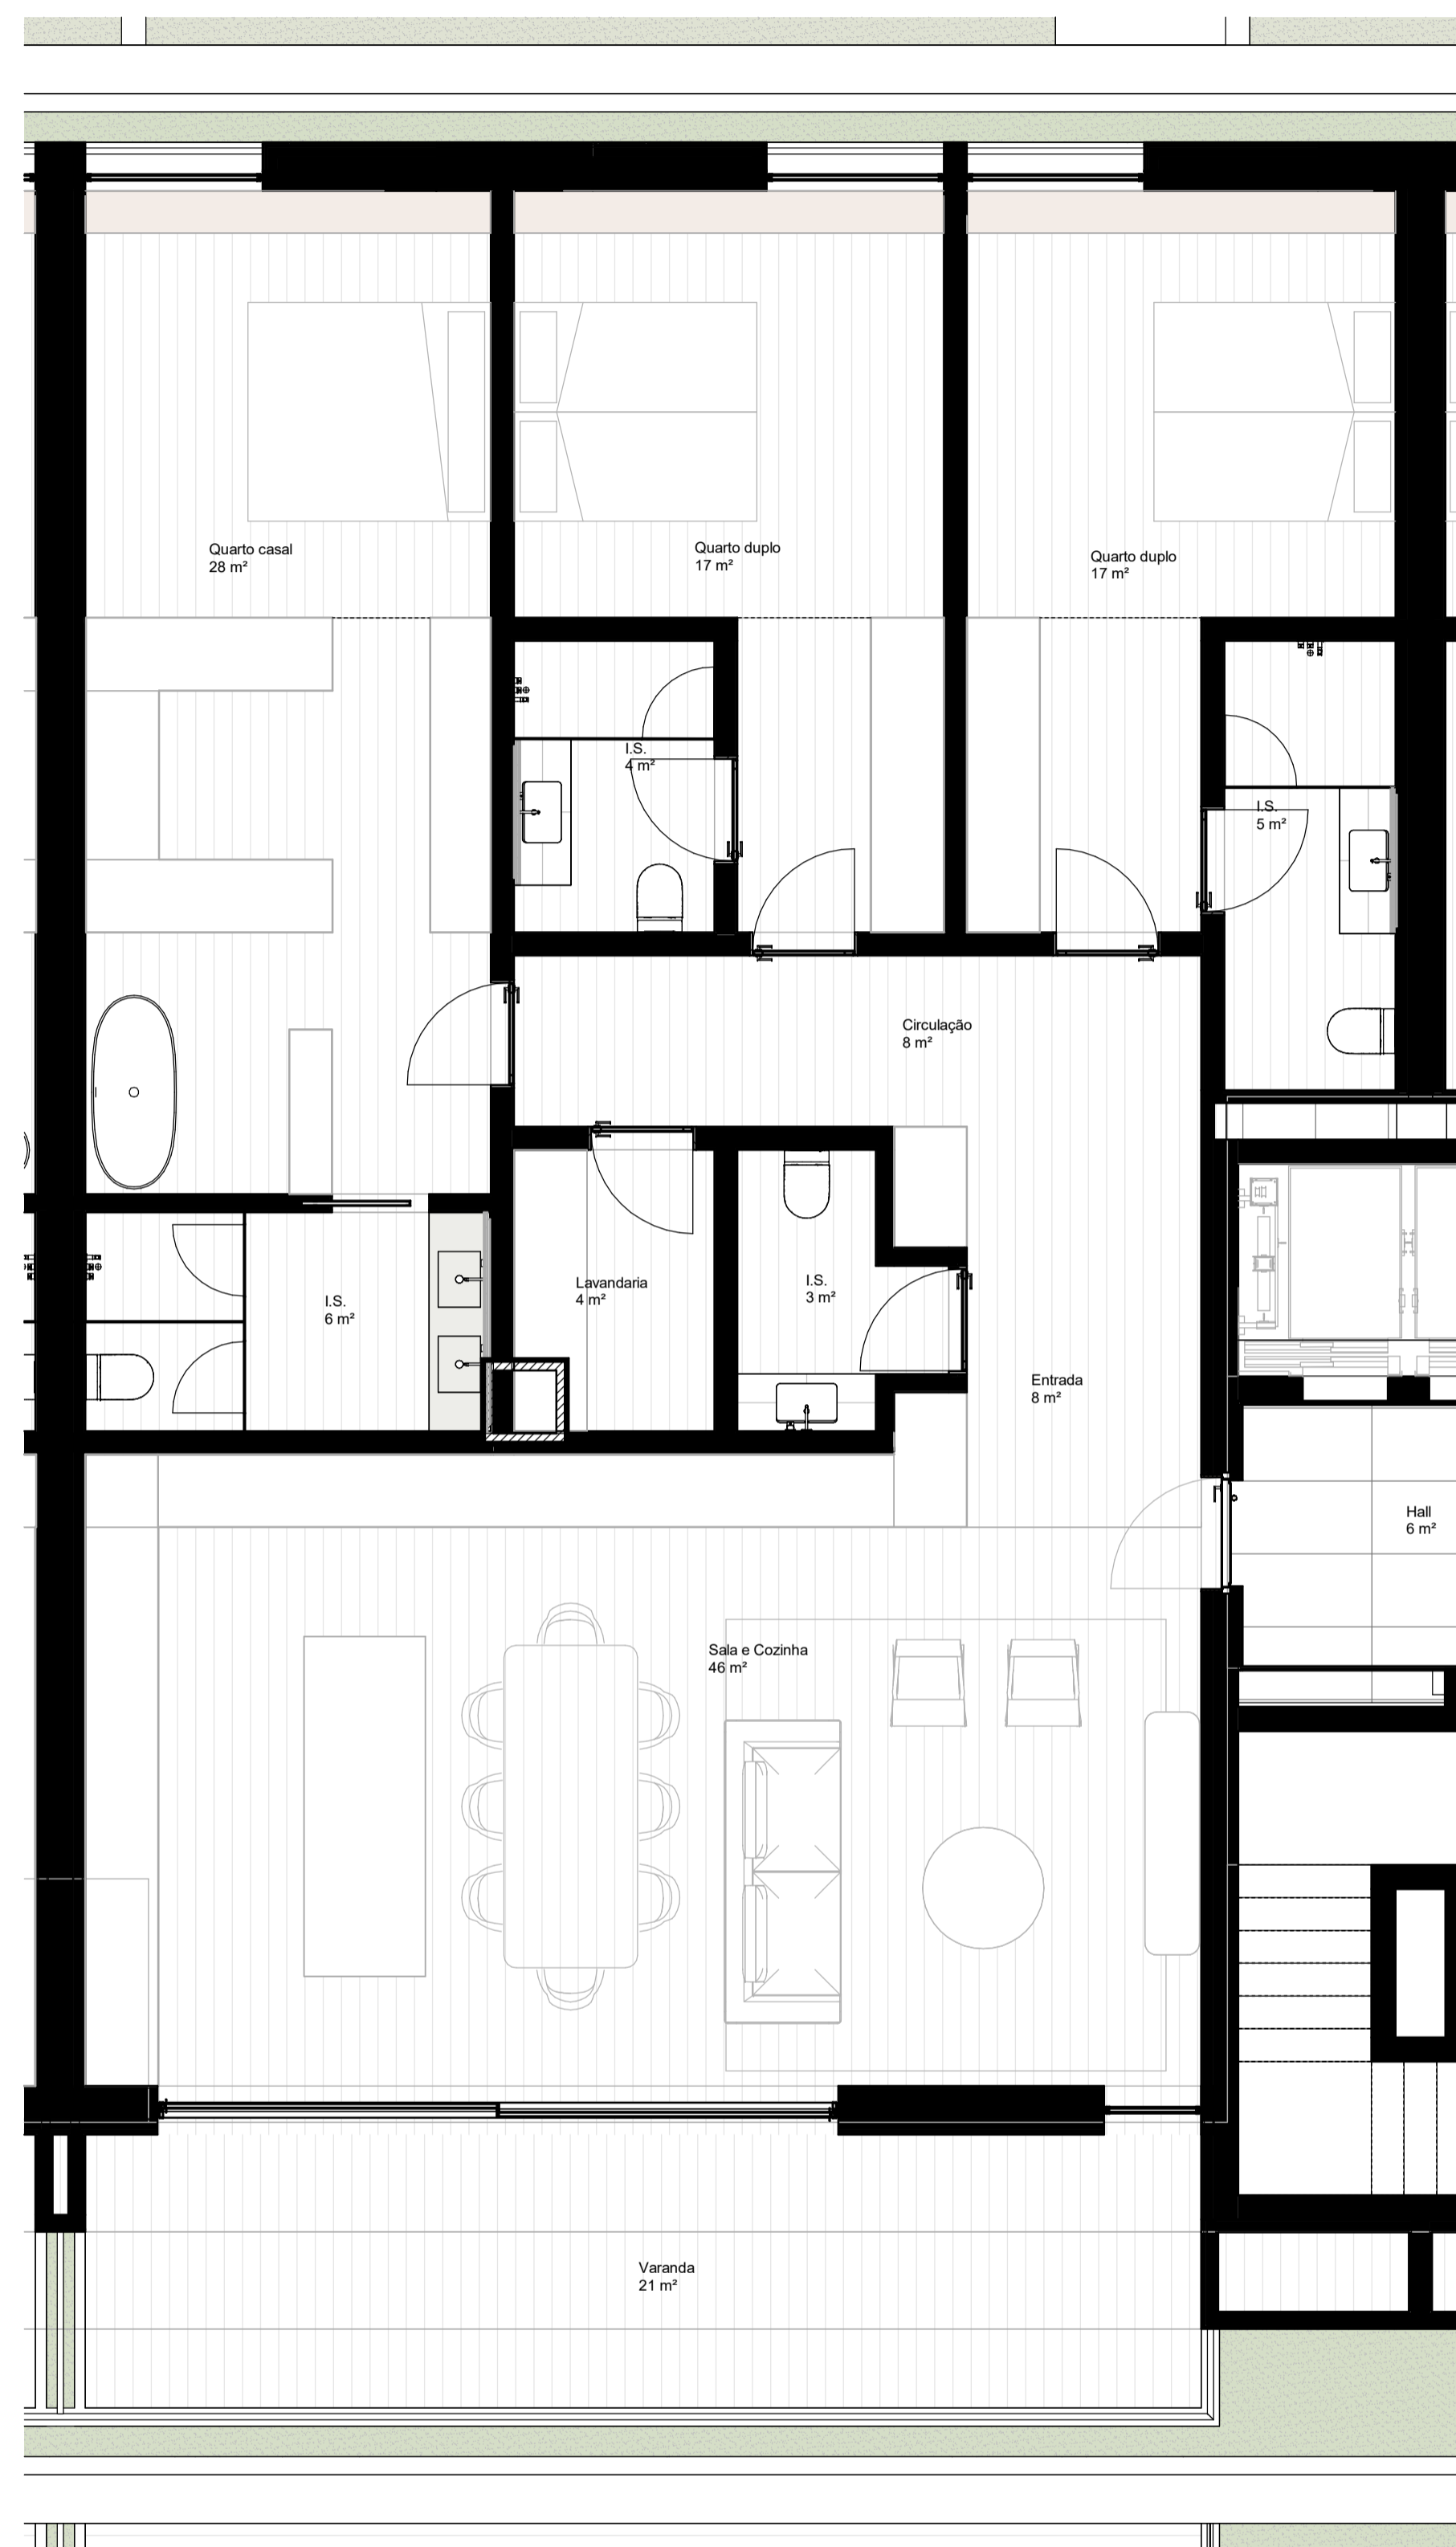 Quarto casal
28 m²
Quarto duplo
17 m²
Quarto duplo
17 m²
I.S.
4 m²
I.S.
5 m²
Circulação
8 m²
Lavandaria
4 m²
I.S.
3 m²
I.S.
6 m²
Entrada
8 m²
Hall
6 m²
Sala e Cozinha
46 m²
Varanda
21 m²